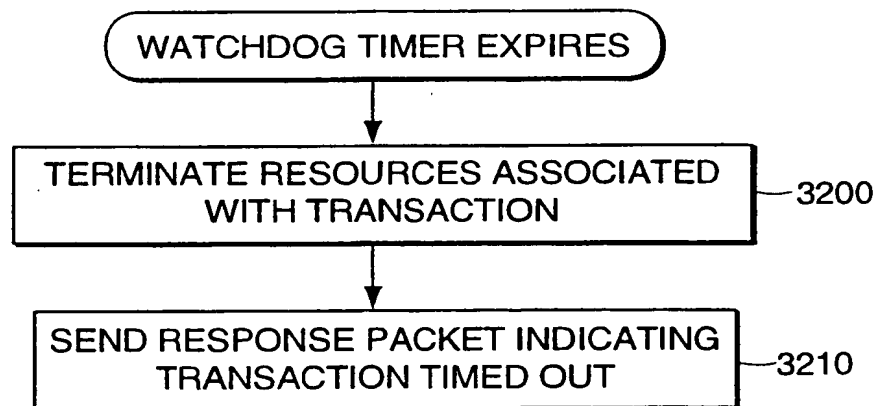 WATCHDOG TIMER EXPIRES
TERMINATE RESOURCES ASSOCIATED
WITH TRANSACTION
3200
SEND RESPONSE PACKET INDICATING
TRANSACTION TIMED OUT
3210